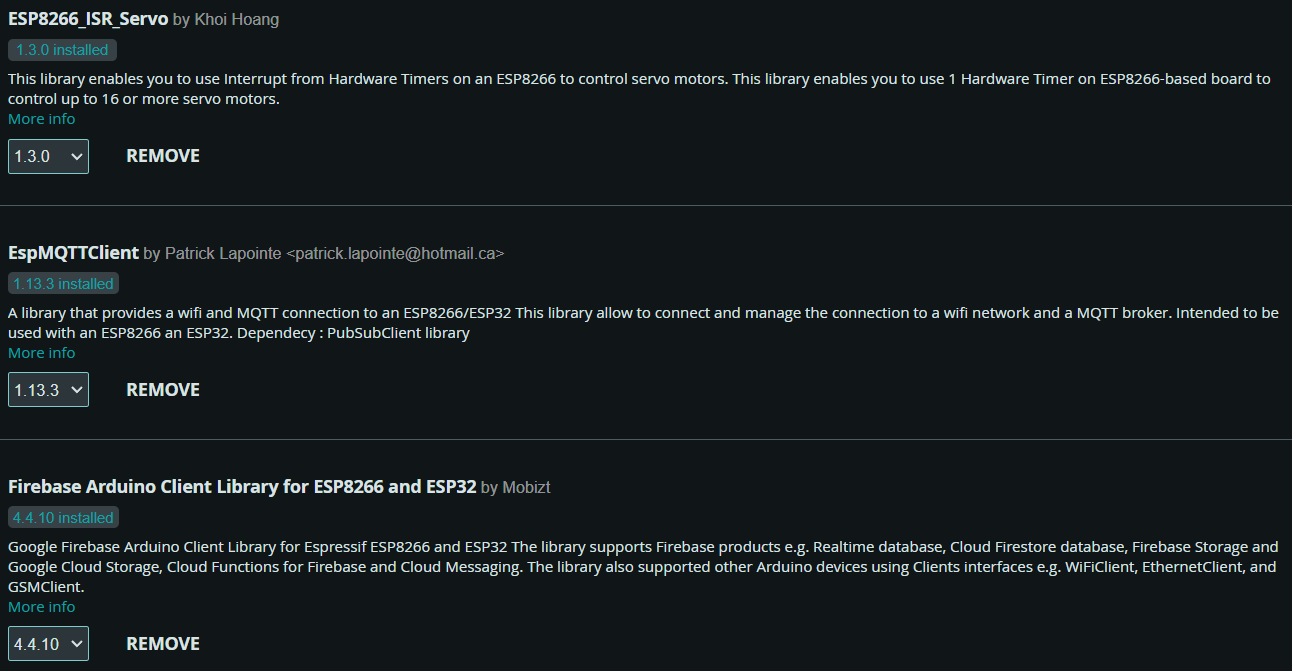 ESP8266_ISR_Servo by Khoi Hoang
1.3.0 installed
This library enables you to use Interrupt from Hardware Timers on an ESP8266 to control servo motors. This library enables you to use 1 Hardware Timer on ESP8266-based board to
control up to 16 or more servo motors.
More info
1.3.0 REMOVE
EspMQTTClient by Patrick Lapointe <patrick.lapointe@hotmail.ca>
1.13.3 installed
A library that provides a wifi and MQTT connection to an ESP8266/ESP32 This library allow to connect and manage the connection to a wifi network and a MQTT broker. Intended to be
used with an ESP8266 an ESP32. Dependecy : PubSubClient library
More info
1.13.3 REMOVE
Firebase Arduino Client Library for ESP8266 and ESP32 by Mobizt
4.4.10 installed
Google Firebase Arduino Client Library for Espressif ESP8266 and ESP32 The library supports Firebase products e.g. Realtime database, Cloud Firestore database, Firebase Storage and
Google Cloud Storage, Cloud Functions for Firebase and Cloud Messaging. The library also supported other Arduino devices using Clients interfaces e.g. WiFiClient, EthernetClient, and
GSMClient.
More info
4.4.10 REMOVE